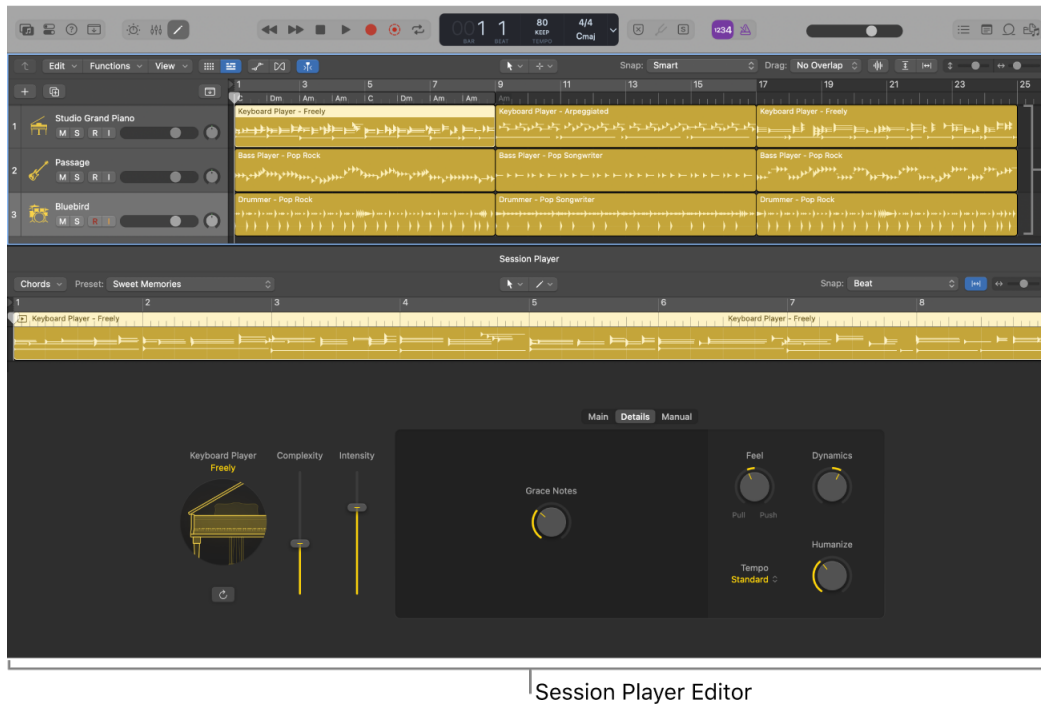 001 1 80 4/4
KEEP Cmaj
BAR BEAT TEMPO
1234
S
Edit Functions View Snap: Smart Drag: No Overlap
1 3 5 7 9 11 13 15 17 19 21 23 25
C Dm Am Am C Dm Am Am Am
1 Studio Grand Piano
M S R I
Keyboard Player - Freely Keyboard Player - Arpeggiated Keyboard Player - Freely
2 Passage
M S R I
Bass Player - Pop Rock Bass Player - Pop Songwriter Bass Player - Pop Rock
3 Bluebird
M S R I
Drummer - Pop Rock Drummer - Pop Songwriter Drummer - Pop Rock
Session Player
Chords Preset: Sweet Memories Snap: Beat
1 2 3 4 5 6 7 8
Keyboard Player - Freely Keyboard Player - Freely
Main Details Manual
Keyboard Player Complexity Intensity
Freely
Grace Notes
Feel Dynamics
Pull Push
Humanize
Tempo
Standard
Session Player Editor